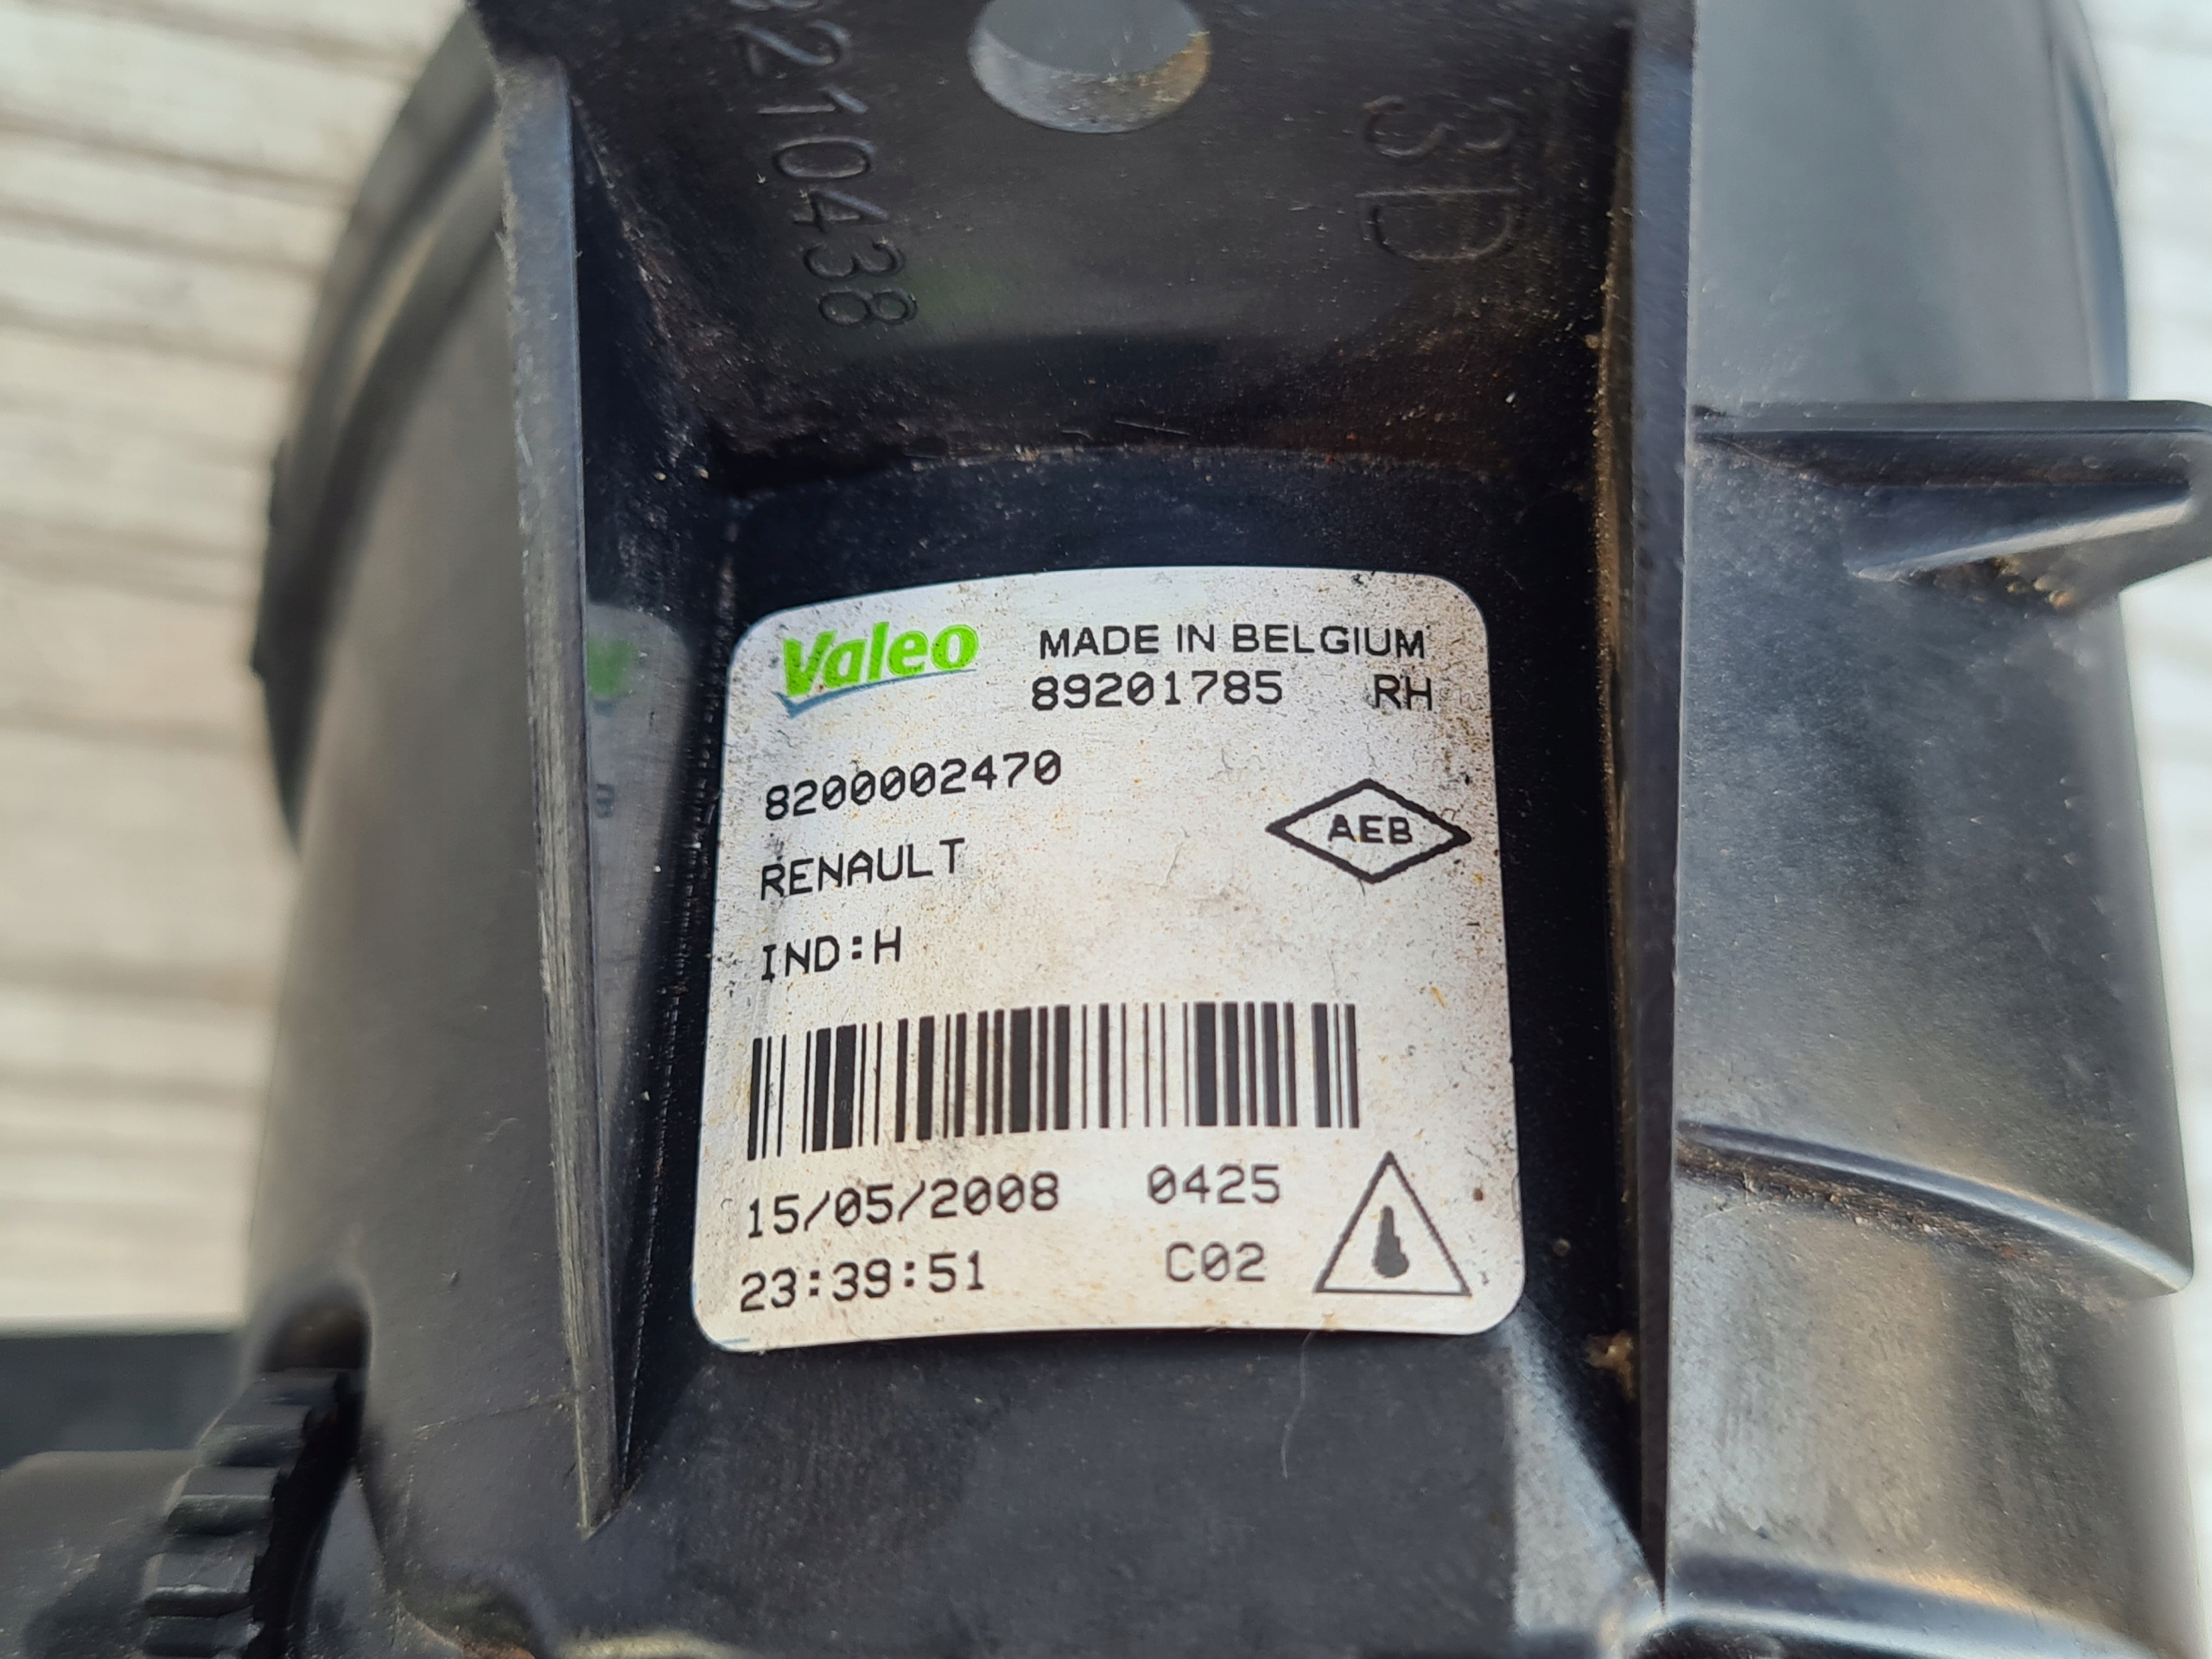 3210438
3D
Valeo MADE IN BELGIUM
89201785 RH
8200002470
AEB
RENAULT
IND:H
15/05/2008 0425
23:39:51 C02